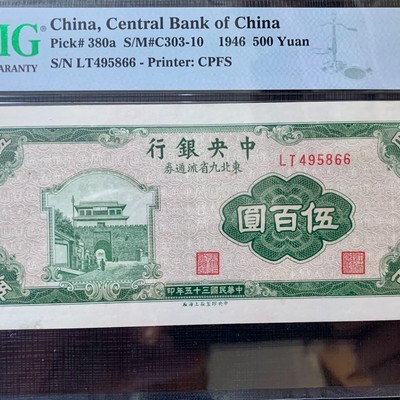 MG
GUARANTY
China, Central Bank of China
Pick# 380a S/M#C303-10 1946 500 Yuan
S/N LT495866 - Printer: CPFS
行銀央中
券通流省九北東
LT495866
圓百伍
印年五十三國民華中